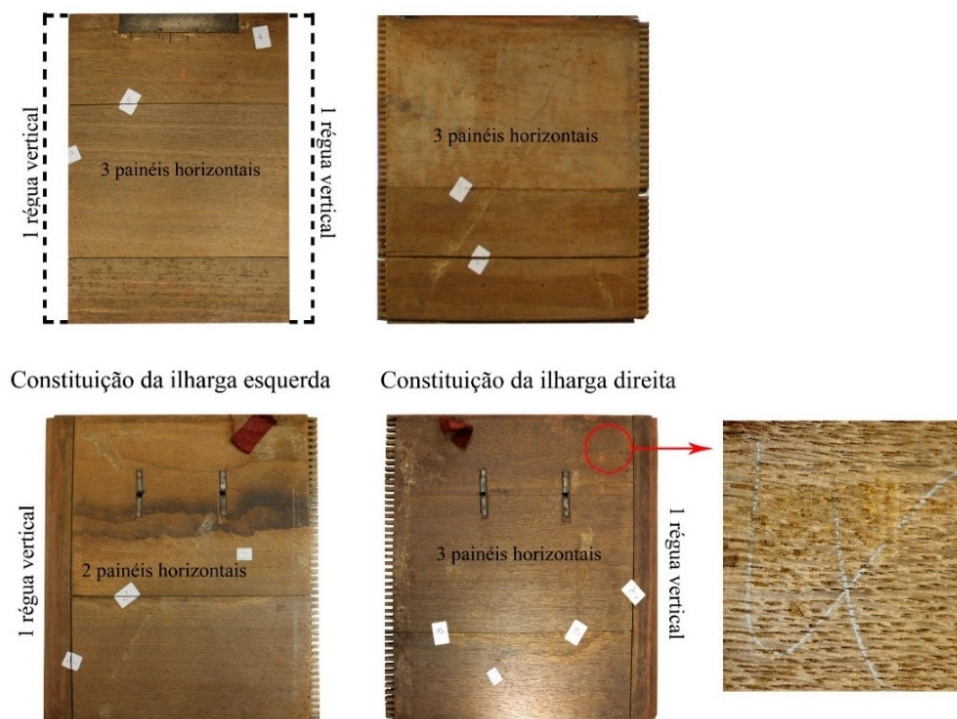 1 régua vertical
3 painéis horizontais
1 régua vertical
3 painéis horizontais
Constituição da ilharga esquerda
Constituição da ilharga direita
1 régua vertical
2 painéis horizontais
3 painéis horizontais
1 régua vertical